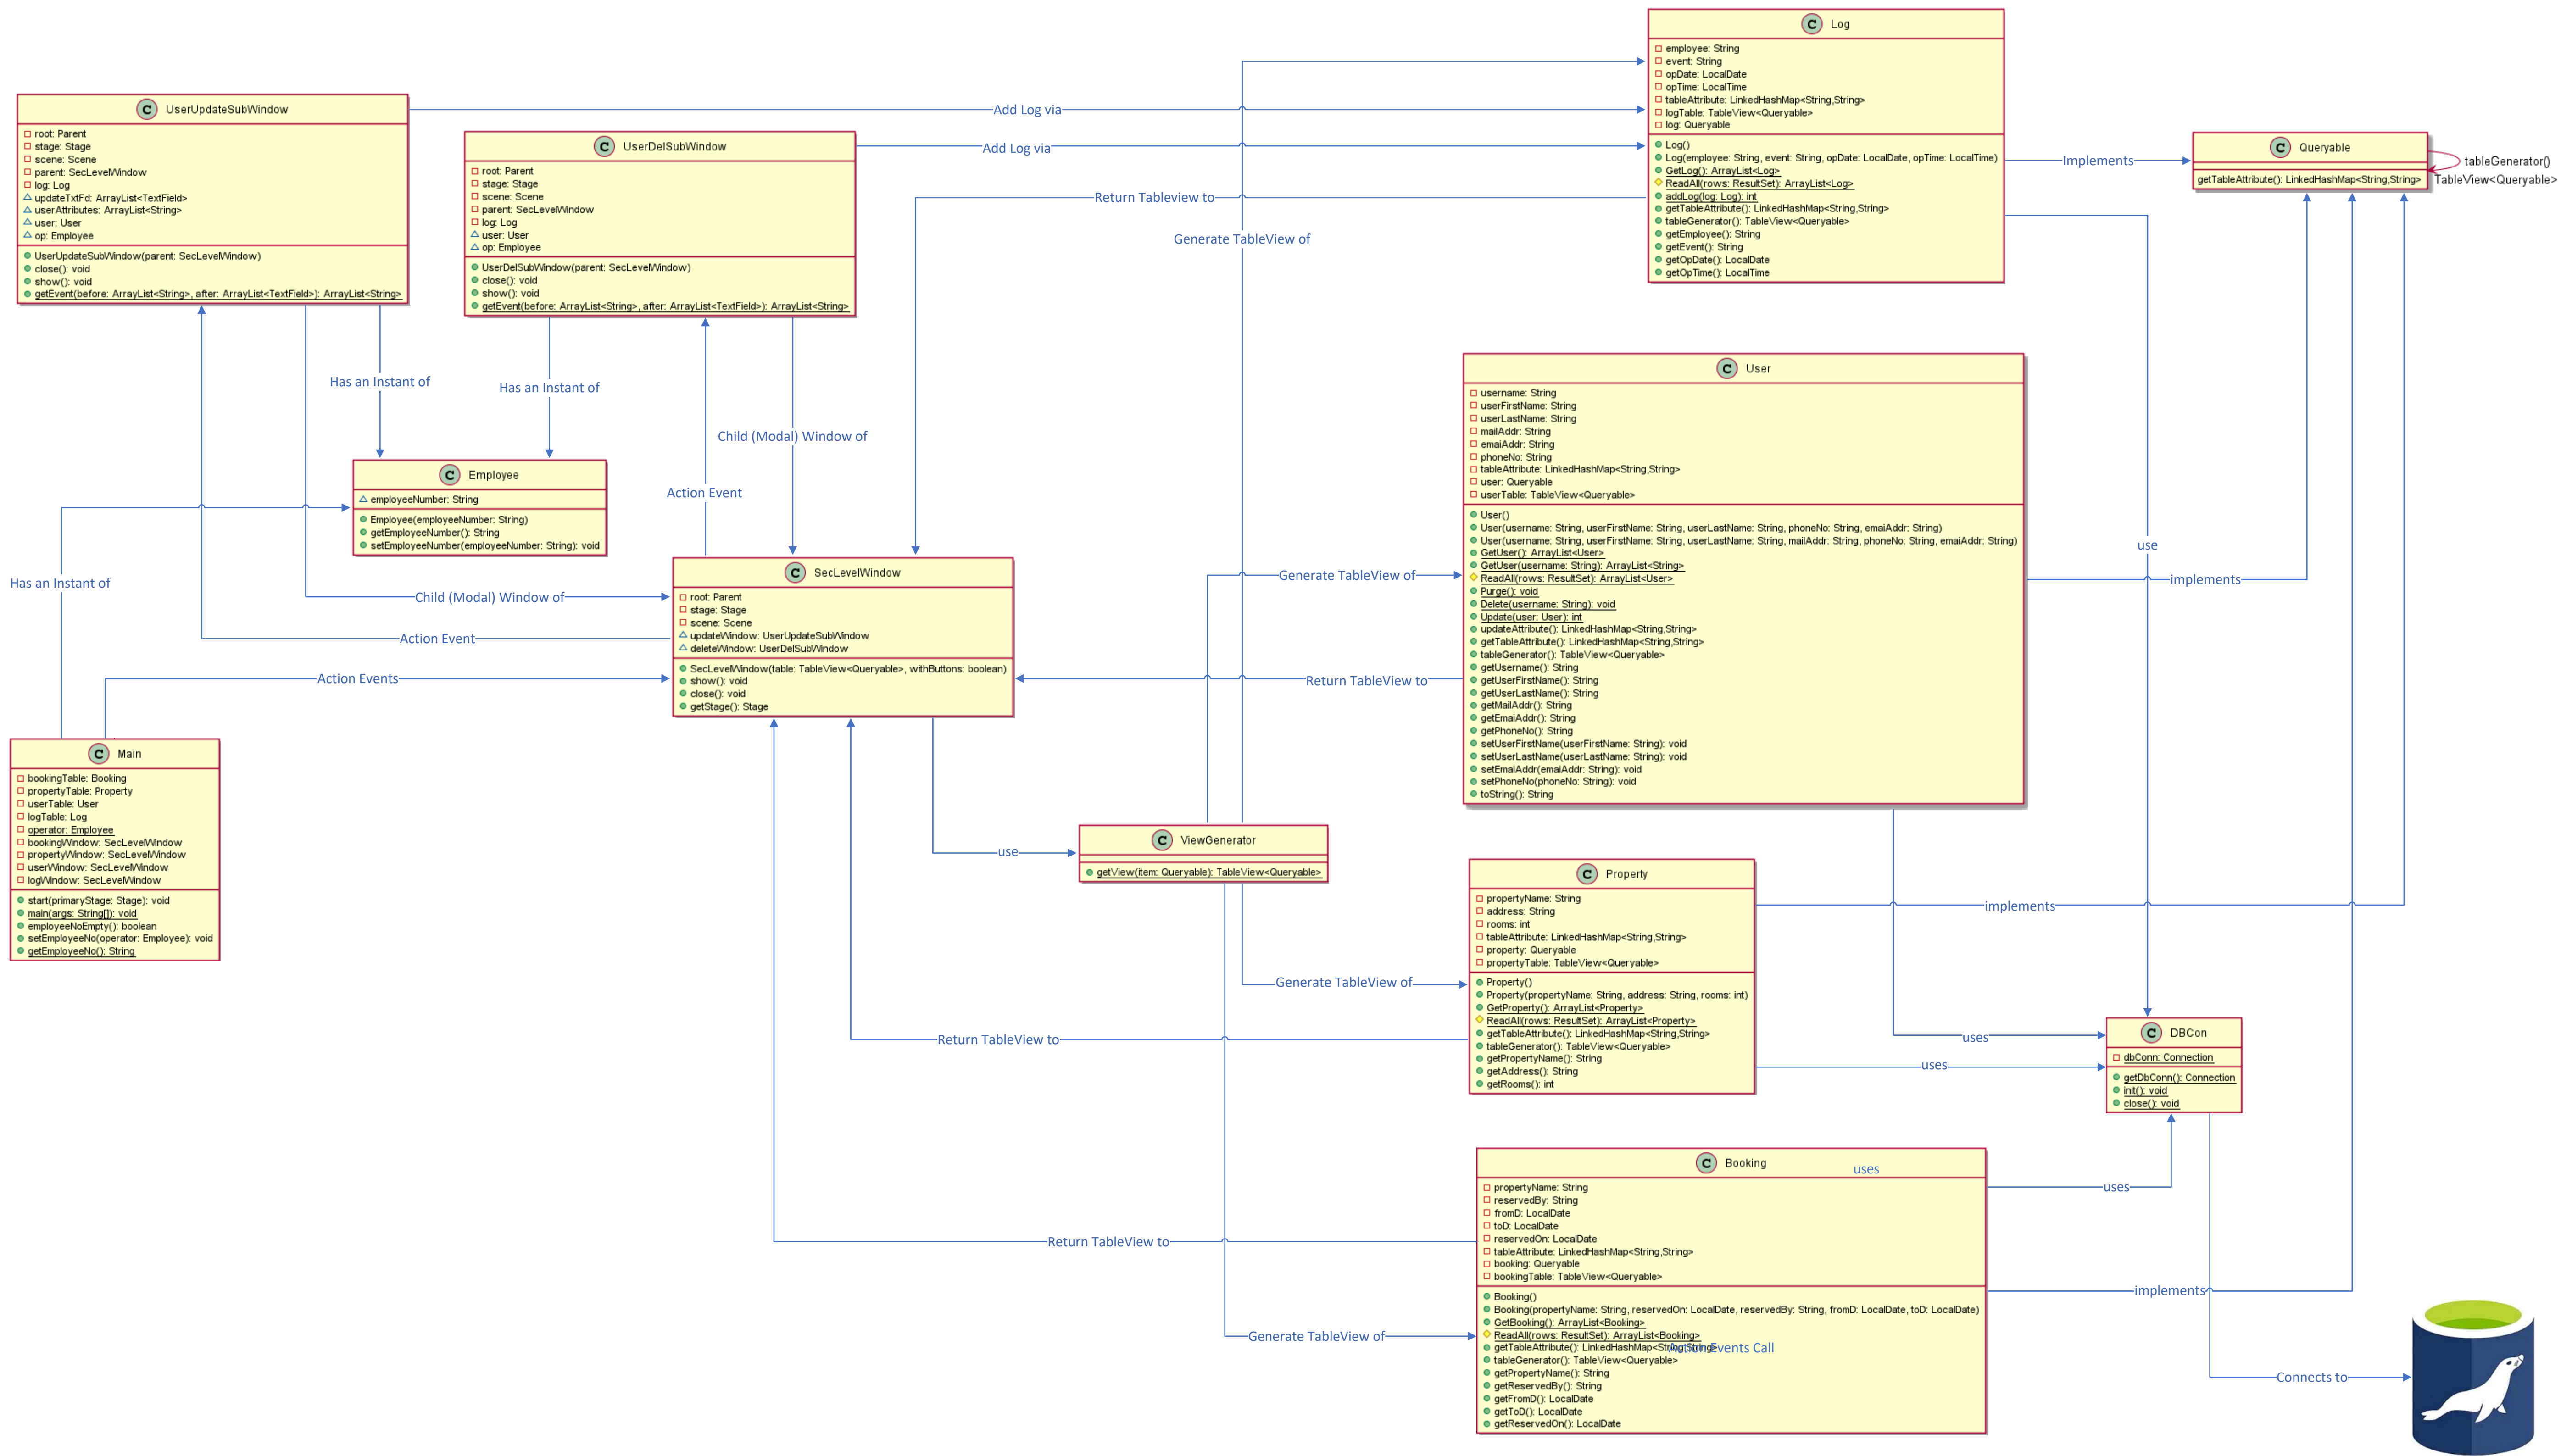 C Log
employee: String
event: String
opDate: LocalDate
opTime: LocalTime
tableAttribute: LinkedHashMap<String,String>
logTable: TableView<Queryable>
log: Queryable
Log()
Log(employee: String, event: String, opDate: LocalDate, opTime: LocalTime)
GetLog(): ArrayList<Log>
ReadAll(rows: ResultSet): ArrayList<Log>
addLog(log: Log): int
getTableAttribute(): LinkedHashMap<String,String>
tableGenerator(): TableView<Queryable>
getEmployee(): String
getEvent(): String
getOpDate(): LocalDate
getOpTime(): LocalTime
C UserUpdateSubWindow
root: Parent
stage: Stage
scene: Scene
parent: SecLevelWindow
log: Log
updateTxtFd: ArrayList<TextField>
userAttributes: ArrayList<String>
user: User
op: Employee
UserUpdateSubWindow(parent: SecLevelWindow)
close(): void
show(): void
getEvent(before: ArrayList<String>, after: ArrayList<TextField>): ArrayList<String>
C UserDelSubWindow
root: Parent
stage: Stage
scene: Scene
parent: SecLevelWindow
log: Log
user: User
op: Employee
UserDelSubWindow(parent: SecLevelWindow)
close(): void
show(): void
getEvent(before: ArrayList<String>, after: ArrayList<TextField>): ArrayList<String>
Add Log via
Add Log via
Return Tableview to
Generate TableView of
Implements
C Queryable
getTableAttribute(): LinkedHashMap<String,String>
tableGenerator()
TableView<Queryable>
Has an Instant of
Has an Instant of
Child (Modal) Window of
Action Event
C Employee
employeeNumber: String
Employee(employeeNumber: String)
getEmployeeNumber(): String
setEmployeeNumber(employeeNumber: String): void
Has an Instant of
Child (Modal) Window of
Action Event
Action Events
C SecLevelWindow
root: Parent
stage: Stage
scene: Scene
updateWindow: UserUpdateSubWindow
deleteWindow: UserDelSubWindow
SecLevelWindow(table: TableView<Queryable>, withButtons: boolean)
show(): void
close(): void
getStage(): Stage
C User
username: String
userFirstName: String
userLastName: String
mailAddr: String
emaiAddr: String
phoneNo: String
tableAttribute: LinkedHashMap<String,String>
user: Queryable
userTable: TableView<Queryable>
User()
User(username: String, userFirstName: String, userLastName: String, phoneNo: String, emaiAddr: String)
User(username: String, userFirstName: String, userLastName: String, mailAddr: String, phoneNo: String, emaiAddr: String)
GetUser(): ArrayList<User>
GetUser(username: String): ArrayList<String>
ReadAll(rows: ResultSet): ArrayList<User>
Purge(): void
Delete(username: String): void
Update(user: User): int
updateAttribute(): LinkedHashMap<String,String>
getTableAttribute(): LinkedHashMap<String,String>
tableGenerator(): TableView<Queryable>
getUsername(): String
getUserFirstName(): String
getUserLastName(): String
getMailAddr(): String
getEmaiAddr(): String
getPhoneNo(): String
setUserFirstName(userFirstName: String): void
setUserLastName(userLastName: String): void
setEmaiAddr(emaiAddr: String): void
setPhoneNo(phoneNo: String): void
toString(): String
Generate TableView of
Return TableView to
use
implements
C Main
bookingTable: Booking
propertyTable: Property
userTable: User
logTable: Log
operator: Employee
bookingWindow: SecLevelWindow
propertyWindow: SecLevelWindow
userWindow: SecLevelWindow
logWindow: SecLevelWindow
start(primaryStage: Stage): void
main(args: String[]): void
employeeNoEmpty(): boolean
setEmployeeNo(operator: Employee): void
getEmployeeNo(): String
use
C ViewGenerator
getView(item: Queryable): TableView<Queryable>
C Property
propertyName: String
address: String
rooms: int
tableAttribute: LinkedHashMap<String,String>
property: Queryable
propertyTable: TableView<Queryable>
Property()
Property(propertyName: String, address: String, rooms: int)
GetProperty(): ArrayList<Property>
ReadAll(rows: ResultSet): ArrayList<Property>
getTableAttribute(): LinkedHashMap<String,String>
tableGenerator(): TableView<Queryable>
getPropertyName(): String
getAddress(): String
getRooms(): int
implements
Generate TableView of
Return TableView to
uses
uses
C DBCon
dbConn: Connection
getDbConn(): Connection
init(): void
close(): void
C Booking
uses
propertyName: String
reservedBy: String
fromD: LocalDate
toD: LocalDate
reservedOn: LocalDate
tableAttribute: LinkedHashMap<String,String>
booking: Queryable
bookingTable: TableView<Queryable>
Booking()
Booking(propertyName: String, reservedOn: LocalDate, reservedBy: String, fromD: LocalDate, toD: LocalDate)
GetBooking(): ArrayList<Booking>
ReadAll(rows: ResultSet): ArrayList<Booking>
getTableAttribute(): LinkedHashMap<String,String>
Action Events Call
tableGenerator(): TableView<Queryable>
getPropertyName(): String
getReservedBy(): String
getFromD(): LocalDate
getToD(): LocalDate
getReservedOn(): LocalDate
uses
Return TableView to
implements
Generate TableView of
Connects to